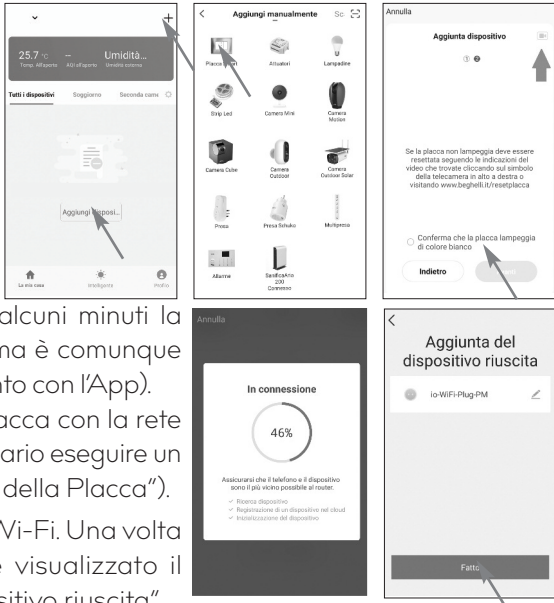 +
25.7 °C
–
Umidità...
Temp. All'aperto
AQI all'aperto
Umidità esterna
Tutti i dispositivi
Soggiorno
Seconda cam
Aggiungi disposi...
La mia casa
Intelligente
Profilo
Aggiungi manualmente
Sc.
Placca
Attuatori
Lampadine
Strip Led
Camera Mini
Camera Motion
Camera Cube
Camera Outdoor
Camera Outdoor Solar
Presa
Presa Schuko
Multipresa
Allarme
SanificaAria 200 Connesso
Annulla
Aggiunta dispositivo
① ❷
Se la placca non lampeggia deve essere
resettata seguendo le indicazioni del
video che trovate cliccando sul simbolo
della telecamera in alto a destra o
visitando www.beghelli.it/resetplacca
Conferma che la placca lampeggia
di colore bianco
Indietro
alcuni minuti la
ma è comunque
nto con l'App).
acca con la rete
ario eseguire un
della Placca").
Wi-Fi. Una volta
e visualizzato il
sitivo riuscita"
Annulla
In connessione
46%
Assicurarsi che il telefono e il dispositivo
sono il più vicino possibile al router.
✓ Ricerca dispositivo
✓ Registrazione di un dispositivo nel cloud
✓ Inizializzazione del dispositivo
Aggiunta del
dispositivo riuscita
io-WiFi-Plug-PM
Fatto